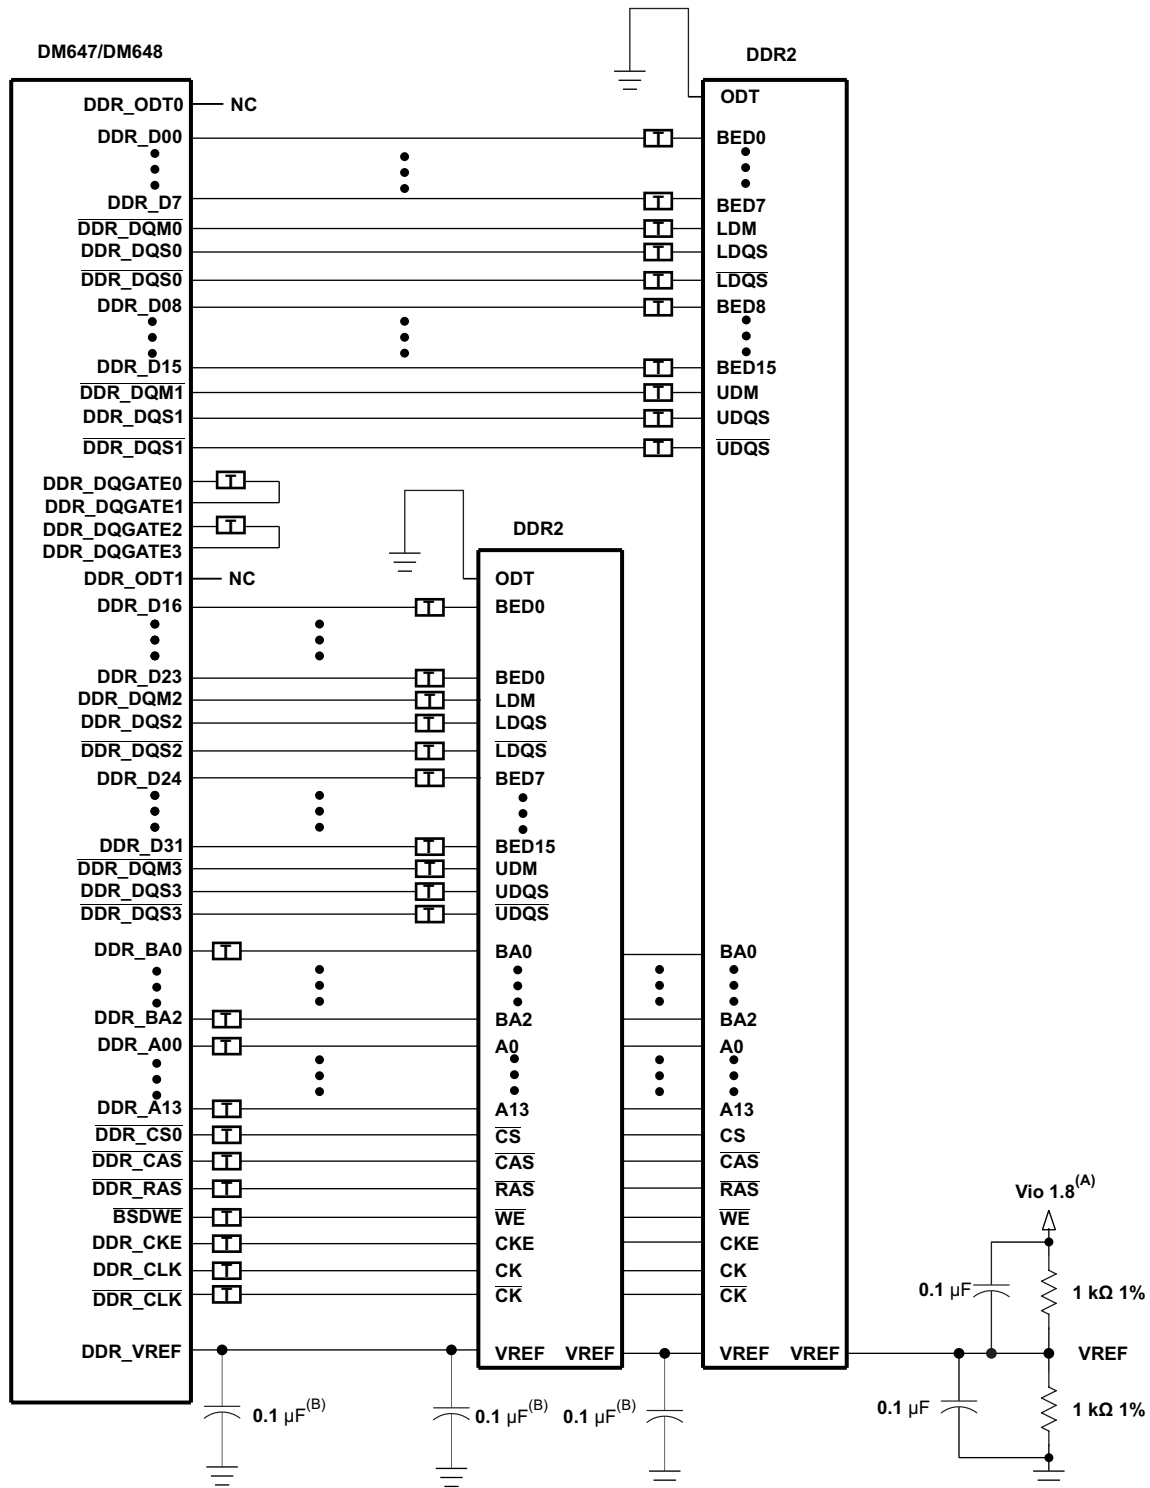 DM647/DM648
DDR2
DDR_ODT0 NC ODT
DDR_D00 T BED0
DDR_D7 T BED7
DDR_DQM0 T LDM
DDR_DQS0 T LDQS
DDR_DQS0 T LDQS
DDR_D08 T BED8
DDR_D15 T BED15
DDR_DQM1 T UDM
DDR_DQS1 T UDQS
DDR_DQS1 T UDQS
DDR_DQGATE0 T
DDR_DQGATE1
DDR_DQGATE2 T
DDR_DQGATE3
DDR2
DDR_ODT1 NC ODT
DDR_D16 T BED0
DDR_D23 T BED0
DDR_DQM2 T LDM
DDR_DQS2 T LDQS
DDR_DQS2 T LDQS
DDR_D24 T BED7
DDR_D31 T BED15
DDR_DQM3 T UDM
DDR_DQS3 T UDQS
DDR_DQS3 T UDQS
DDR_BA0 T BA0 BA0
DDR_BA2 T BA2 BA2
DDR_A00 T A0 A0
DDR_A13 T A13 A13
DDR_CS0 T CS CS
DDR_CAS T CAS CAS
DDR_RAS T RAS RAS
BSDWE T WE WE
DDR_CKE T CKE CKE
DDR_CLK T CK CK
DDR_CLK T CK CK
Vio 1.8(A)
0.1 µF 1 kΩ 1%
DDR_VREF VREF VREF VREF VREF VREF
0.1 µF(B) 0.1 µF(B) 0.1 µF(B) 0.1 µF 1 kΩ 1%